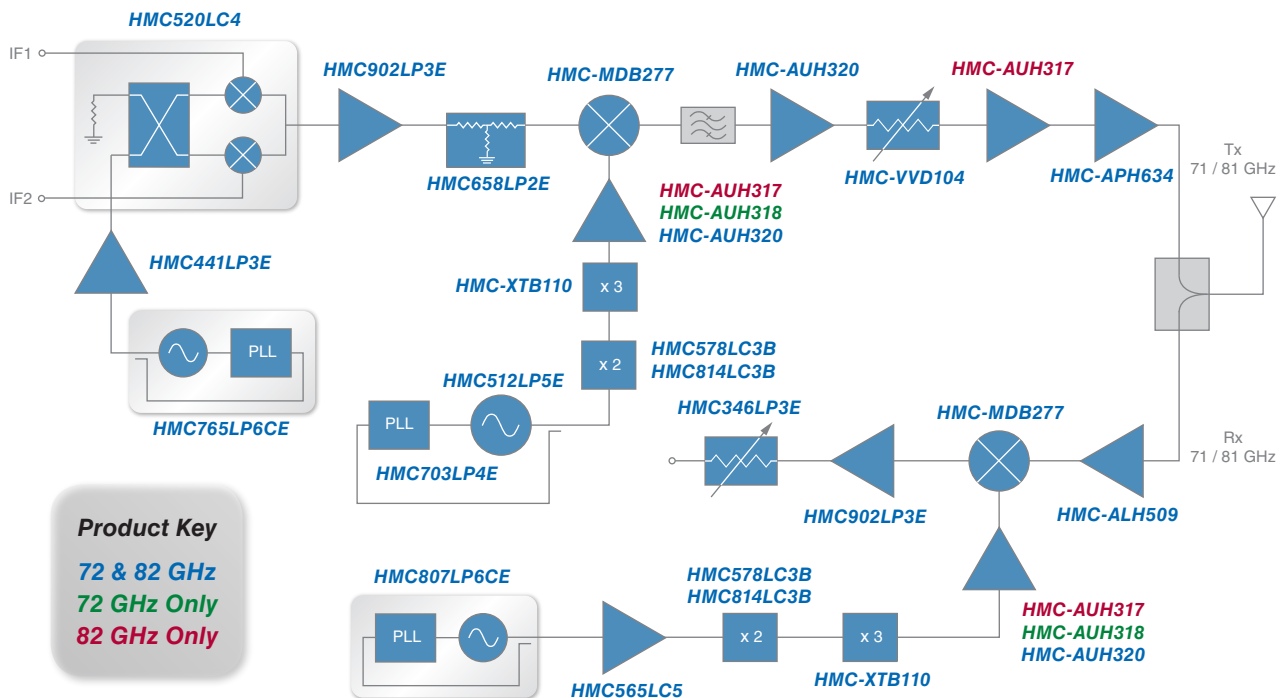 HMC520LC4
IF1
IF2
HMC902LP3E
HMC658LP2E
HMC-MDB277
HMC-AUH320
HMC-VVD104
HMC-AUH317
HMC-APH634
Tx
71 / 81 GHz
HMC441LP3E
PLL
HMC765LP6CE
HMC-AUH317
HMC-AUH318
HMC-AUH320
HMC-XTB110
x 3
x 2
HMC578LC3B
HMC814LC3B
HMC512LP5E
PLL
HMC703LP4E
HMC346LP3E
HMC902LP3E
HMC-MDB277
HMC-ALH509
Rx
71 / 81 GHz
Product Key
72 & 82 GHz
72 GHz Only
82 GHz Only
HMC807LP6CE
PLL
HMC565LC5
HMC578LC3B
HMC814LC3B
x 2
x 3
HMC-XTB110
HMC-AUH317
HMC-AUH318
HMC-AUH320